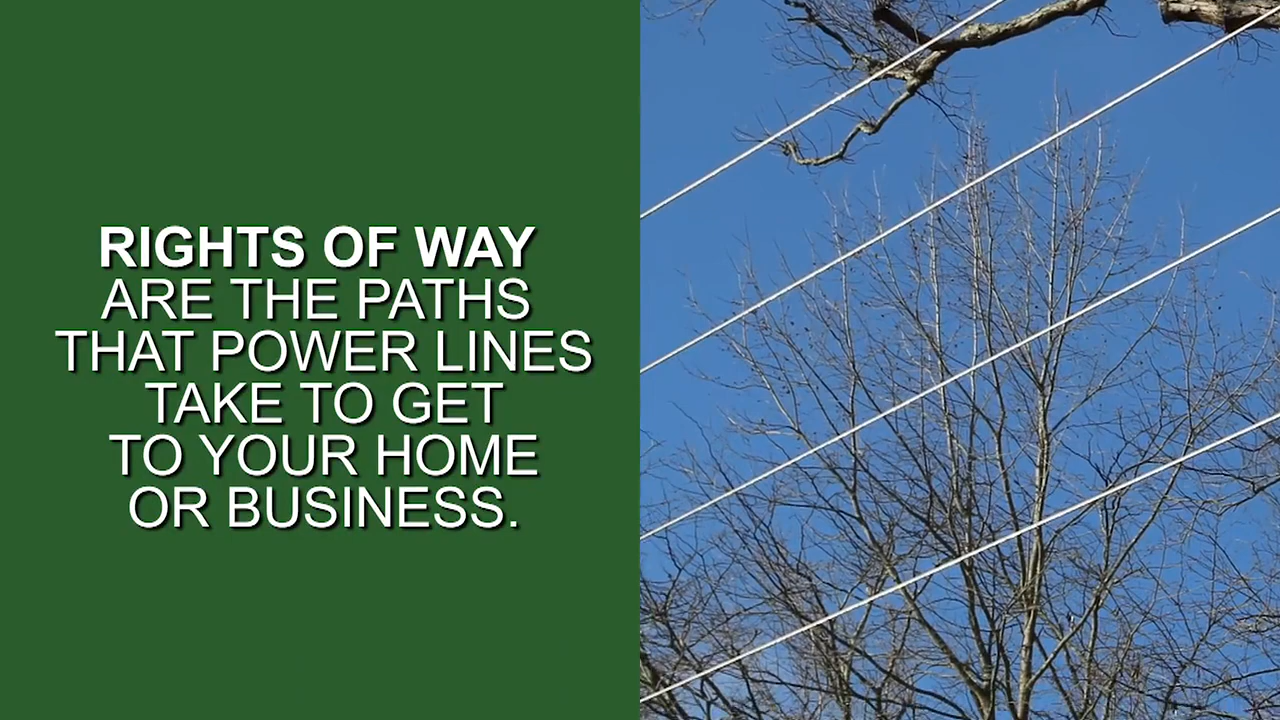 RIGHTS OF WAY
ARE THE PATHS
THAT POWER LINES
TAKE TO GET
TO YOUR HOME
OR BUSINESS.